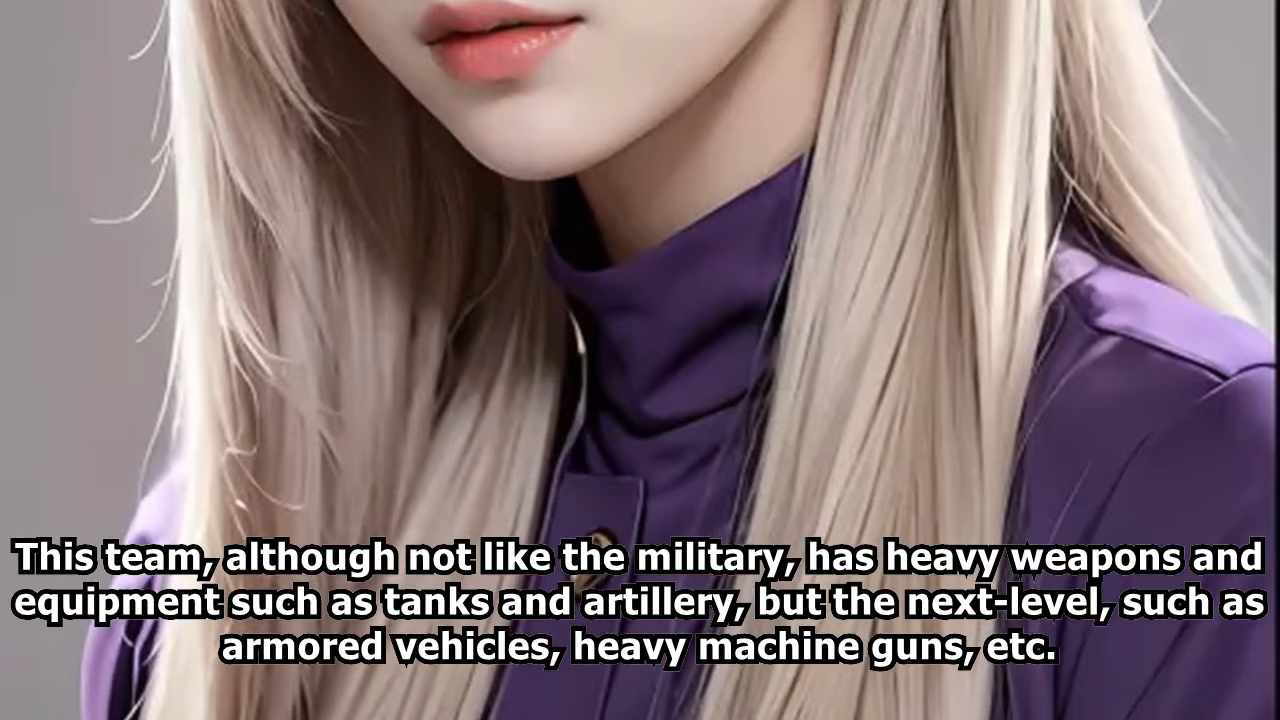 This team, although not like the military, has heavy weapons and
equipment such as tanks and artillery, but the next-level, such as
armored vehicles, heavy machine guns, etc.